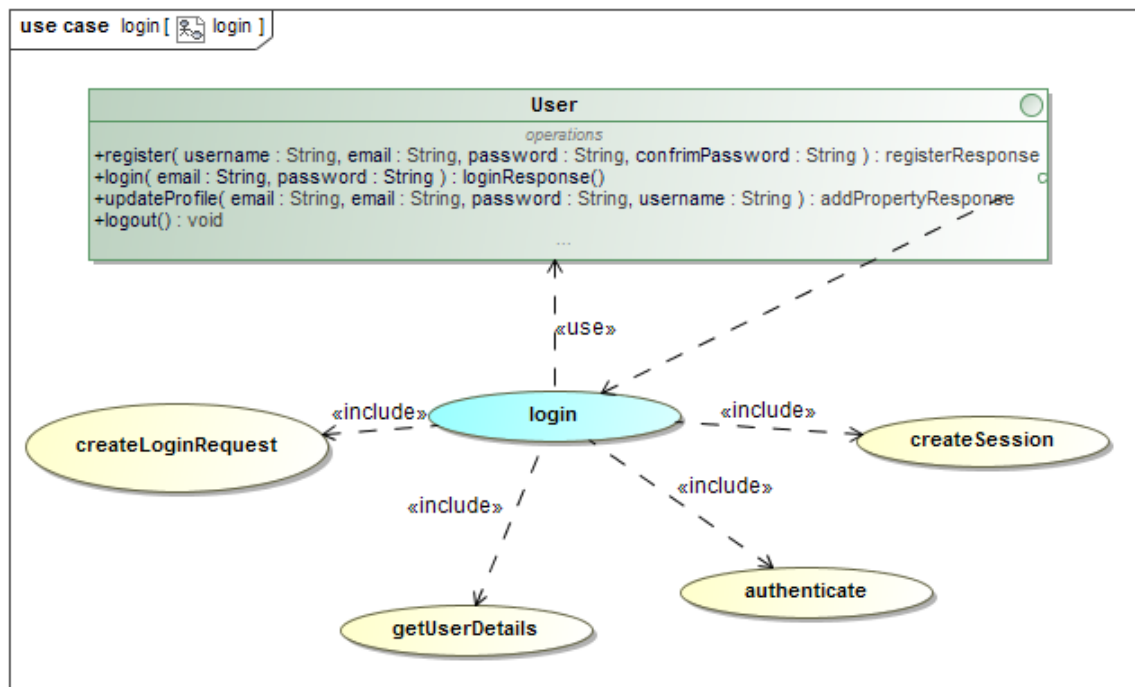 use case login [ login ]
User
operations
+register( username : String, email : String, password : String, confrimPassword : String ) : registerResponse
+login( email : String, password : String ) : loginResponse()
+updateProfile( email : String, email : String, password : String, username : String ) : addPropertyResponse
+logout() : void
...
«use»
«include»
login
«include»
createLoginRequest
createSession
«include»
«include»
authenticate
getUserDetails